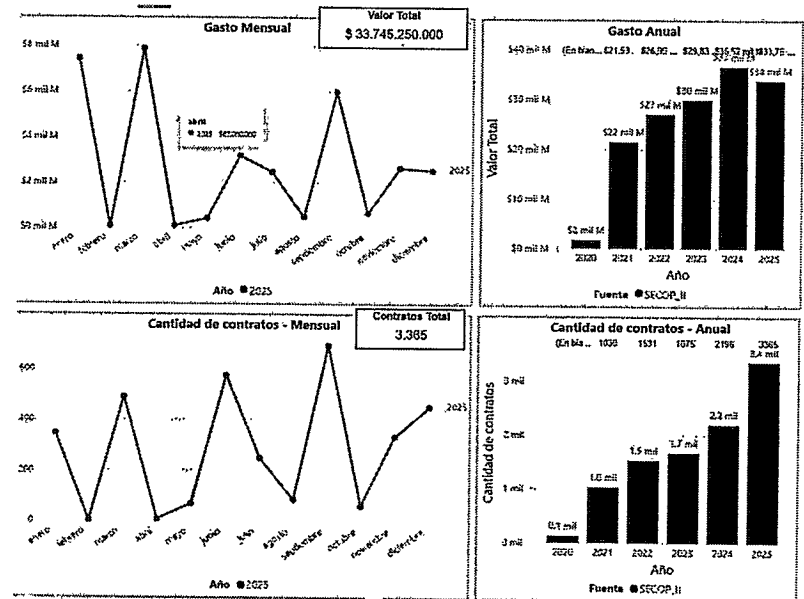 Gasto Mensual
Valor Total
$ 33.745.250.000
$8 mil M
$6 mil M
$4 mil M
$2 mil M
$0 mil M
abril
2025
2025
enero
febrero
marzo
abril
mayo
junio
julio
agosto
septiembre
octubre
noviembre
diciembre
Año 2025
Gasto Anual
(En blan...
$40 mil M
$30 mil M
$20 mil M
$10 mil M
$0 mil M
Valor Total
$2 mil M
$22 mil M
$27 mil M
$30 mil M
$34 mil M
2020 2021 2022 2023 2024 2025
Año
Fuente SECOP_II
Cantidad de contratos - Mensual
Contratos Total
3.365
600
400
200
0
2025
enero
febrero
marzo
abril
mayo
junio
julio
agosto
septiembre
octubre
noviembre
diciembre
Año 2025
Cantidad de contratos - Anual
(En bla... 1030 1531 1675 2196 3365
3 mil
2 mil
1 mil
0 mil
Cantidad de contratos
0.1 mil
1.0 mil
1.5 mil
1.7 mil
2.2 mil
3.4 mil
2020 2021 2022 2023 2024 2025
Año
Fuente SECOP_II